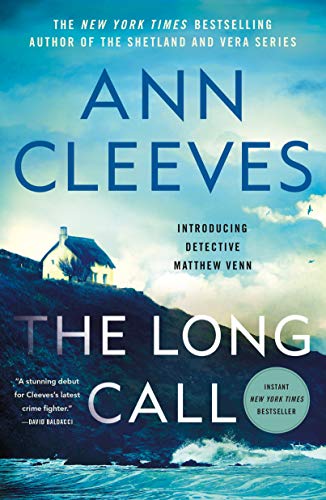 THE NEW YORK TIMES BESTSELLING
AUTHOR OF THE SHETLAND AND VERA SERIES
ANN
CLEEVES
INTRODUCING
DETECTIVE
MATTHEW VENN
THE LONG
CALL
"A stunning debut
for Cleeves's latest
crime fighter."
—DAVID BALDACCI
INSTANT
NEW YORK TIMES
BESTSELLER